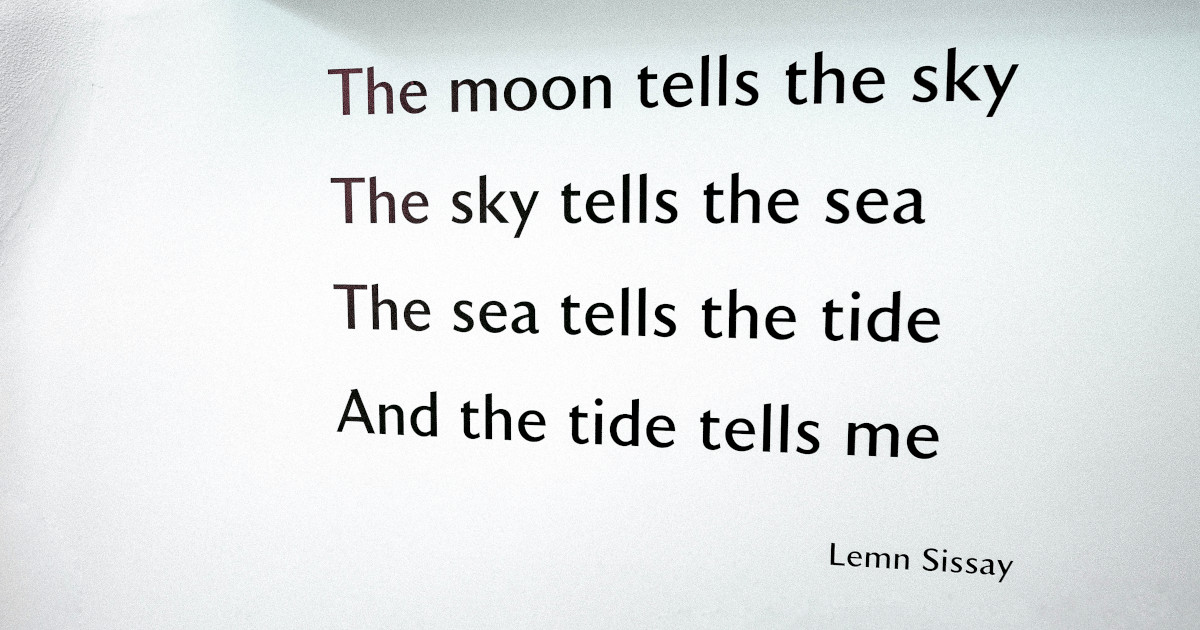 The moon tells the sky
The sky tells the sea
The sea tells the tide
And the tide tells me
Lemn Sissay